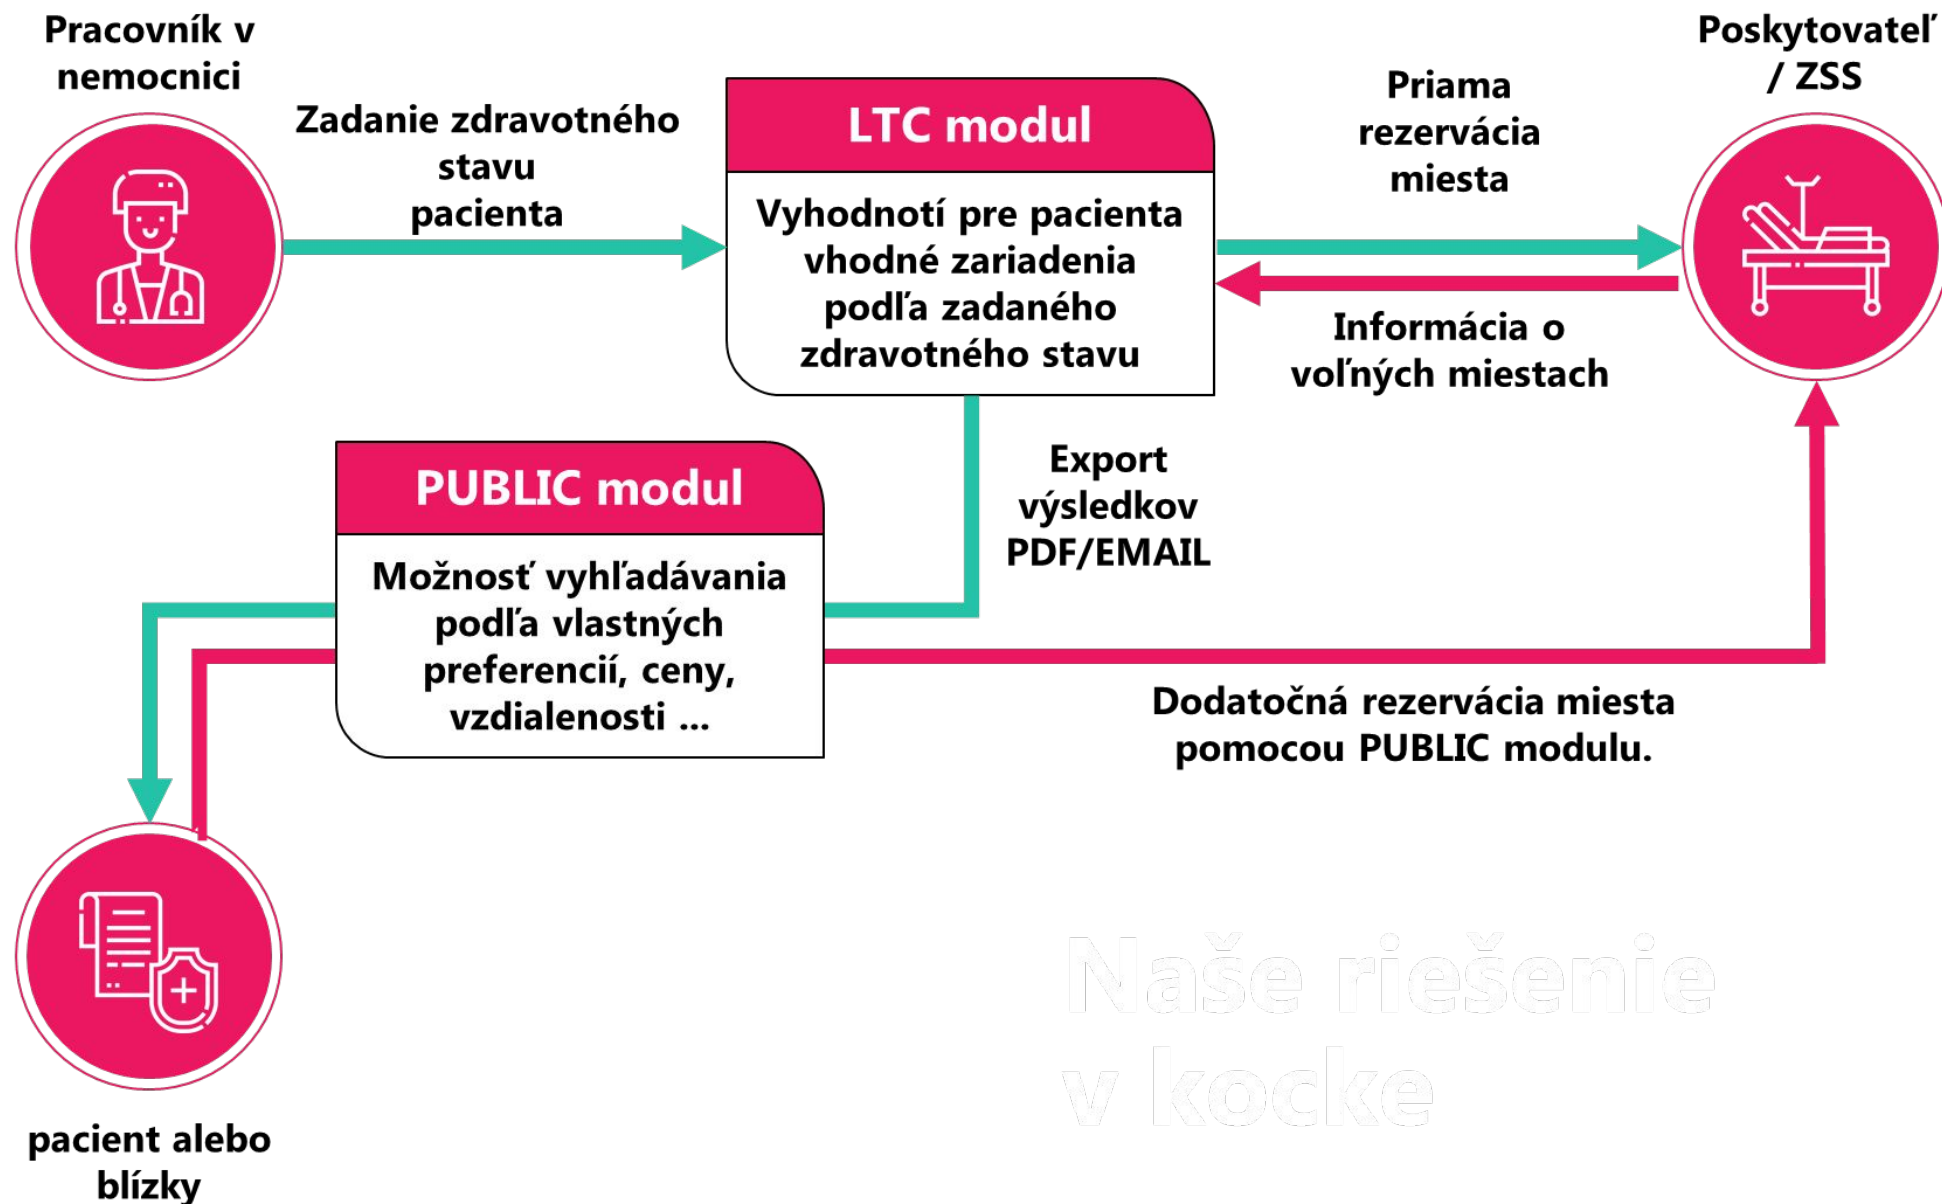 Pracovník v
nemocnici
Zadanie zdravotného
stavu
pacienta
LTC modul
Vyhodnotí pre pacienta
vhodné zariadenia
podľa zadaného
zdravotného stavu
Priama
rezervácia
miesta
Poskytovateľ
/ ZSS
Informácia o
voľných miestach
Export
výsledkov
PDF/EMAIL
PUBLIC modul
Možnosť vyhľadávania
podľa vlastných
preferencií, ceny,
vzdialenosti ...
Dodatočná rezervácia miesta
pomocou PUBLIC modulu.
pacient alebo
blízky
Naše riešenie
v kocke